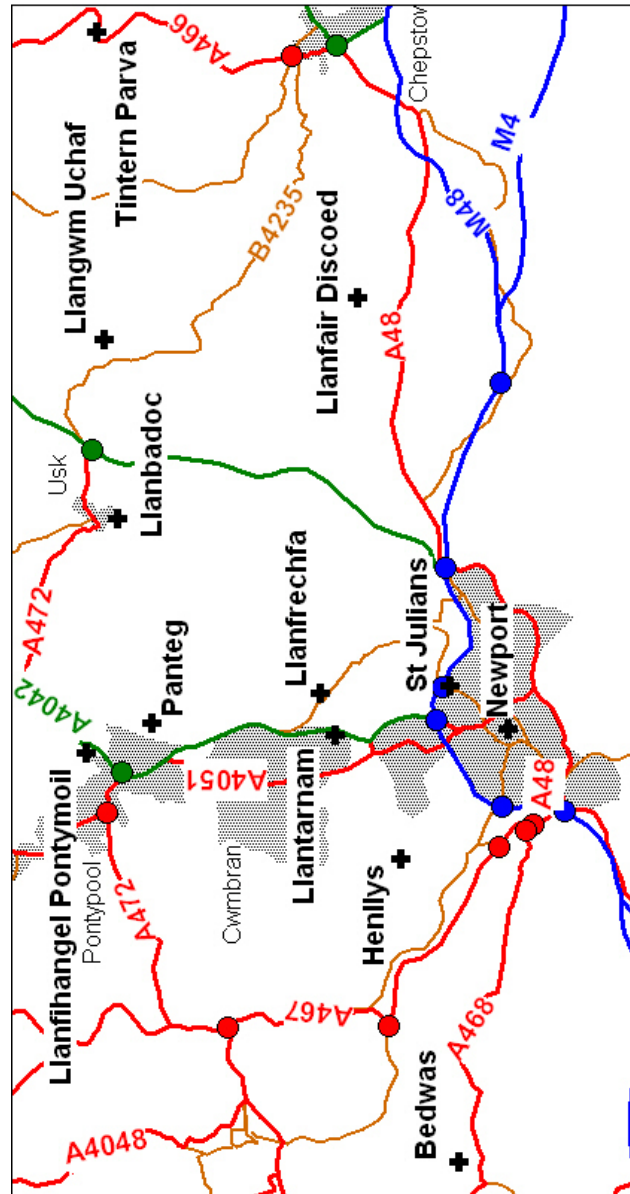 A4048
A472
Llanfihangel Pontymoil
Pontypool
A4042
A472
Usk
Llangwm Uchaf
Tintern Parva
A466
Panteg
Llanbadoc
B4235
A4051
Cwmbran
Llantarnam
Llanfrechfa
Llanfair Discoed
A467
Henllys
St Julians
A48
Chepstow
M48
M4
Bedwas
A468
A48
Newport